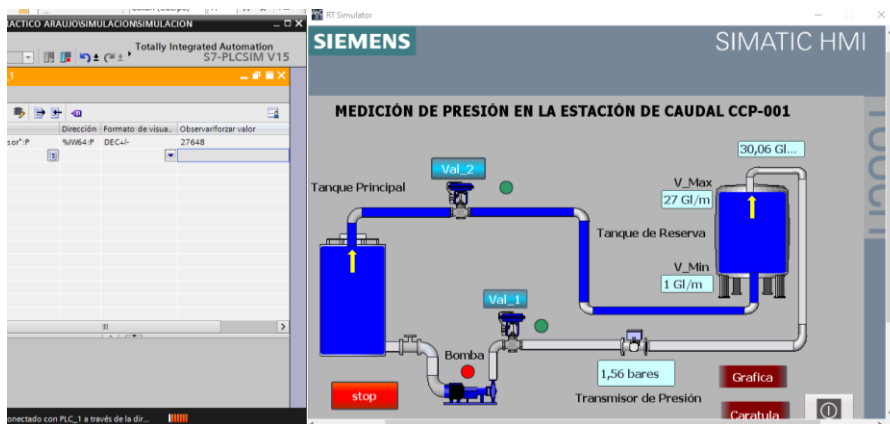 RACTICO ARAUJO\SIMULACION\SIMULACION
Totally Integrated Automation
S7-PLCSIM V15
_1
Dirección Formato de visua.. Observar/forzar valor
sor":P %IW64:P DEC+/- 27648
onectado con PLC_1 a través de la dir...
RT Simulator
SIEMENS
SIMATIC HMI
TOUCH
MEDICIÓN DE PRESIÓN EN LA ESTACIÓN DE CAUDAL CCP-001
30,06 Gl...
Val_2
Tanque Principal
V_Max
27 Gl/m
Tanque de Reserva
V_Min
1 Gl/m
Val_1
Bomba
1,56 bares
Grafica
stop
Transmisor de Presión
Caratula